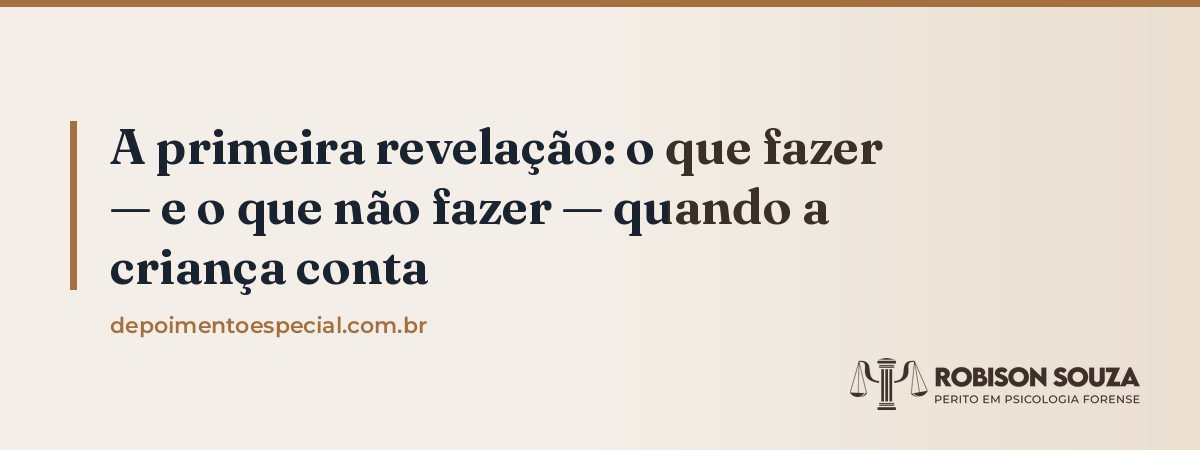 A primeira revelação: o que fazer
— e o que não fazer — quando a
criança conta
depoimentoespecial.com.br
ROBISON SOUZA
PERITO EM PSICOLOGIA FORENSE